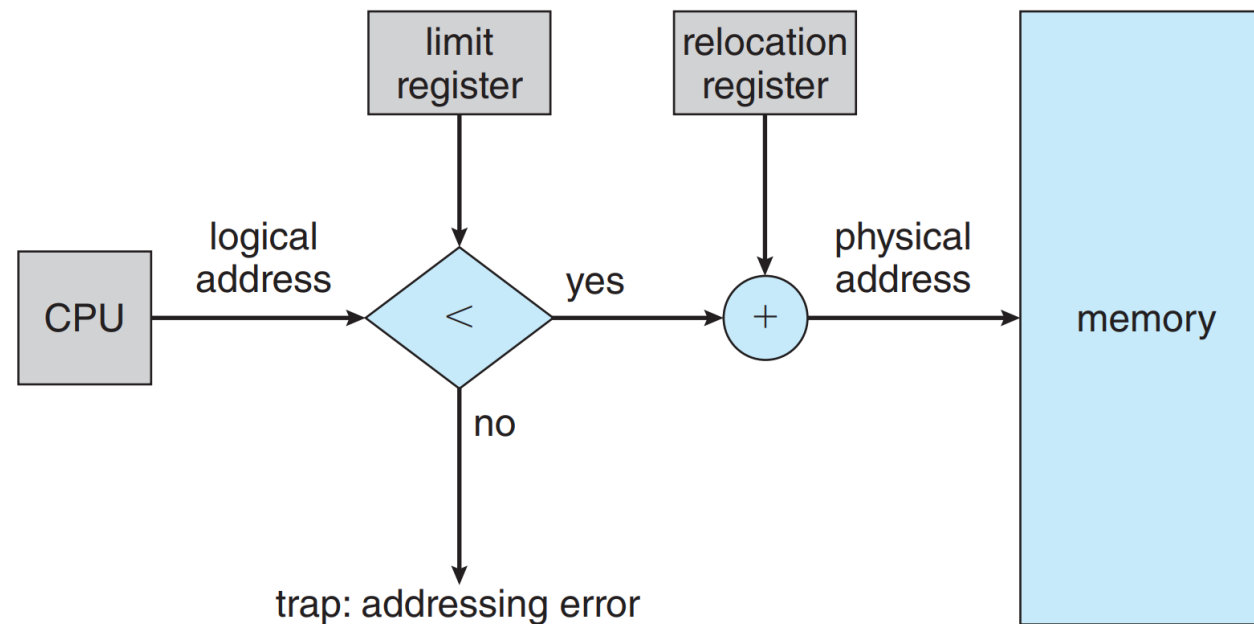 limit
register
relocation
register
logical
address
physical
address
CPU
<
yes
+
memory
no
trap: addressing error